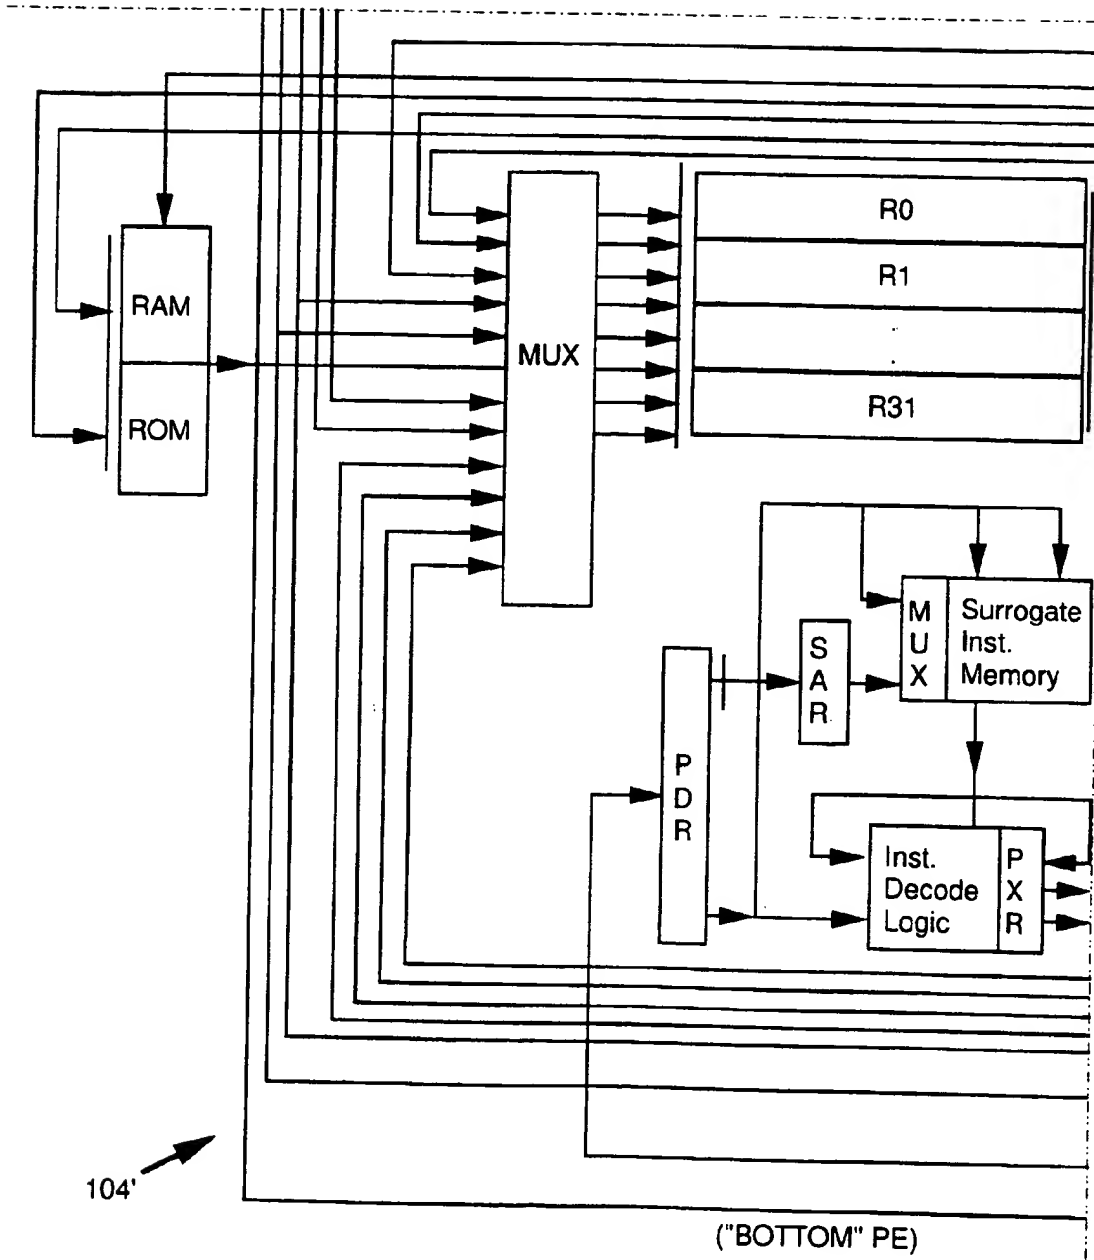 R0
R1
RAM
MUX
ROM
R31
M
U
X
Surrogate
Inst.
Memory
S
A
R
P
D
R
Inst.
Decode
Logic
P
X
R
104'
("BOTTOM" PE)